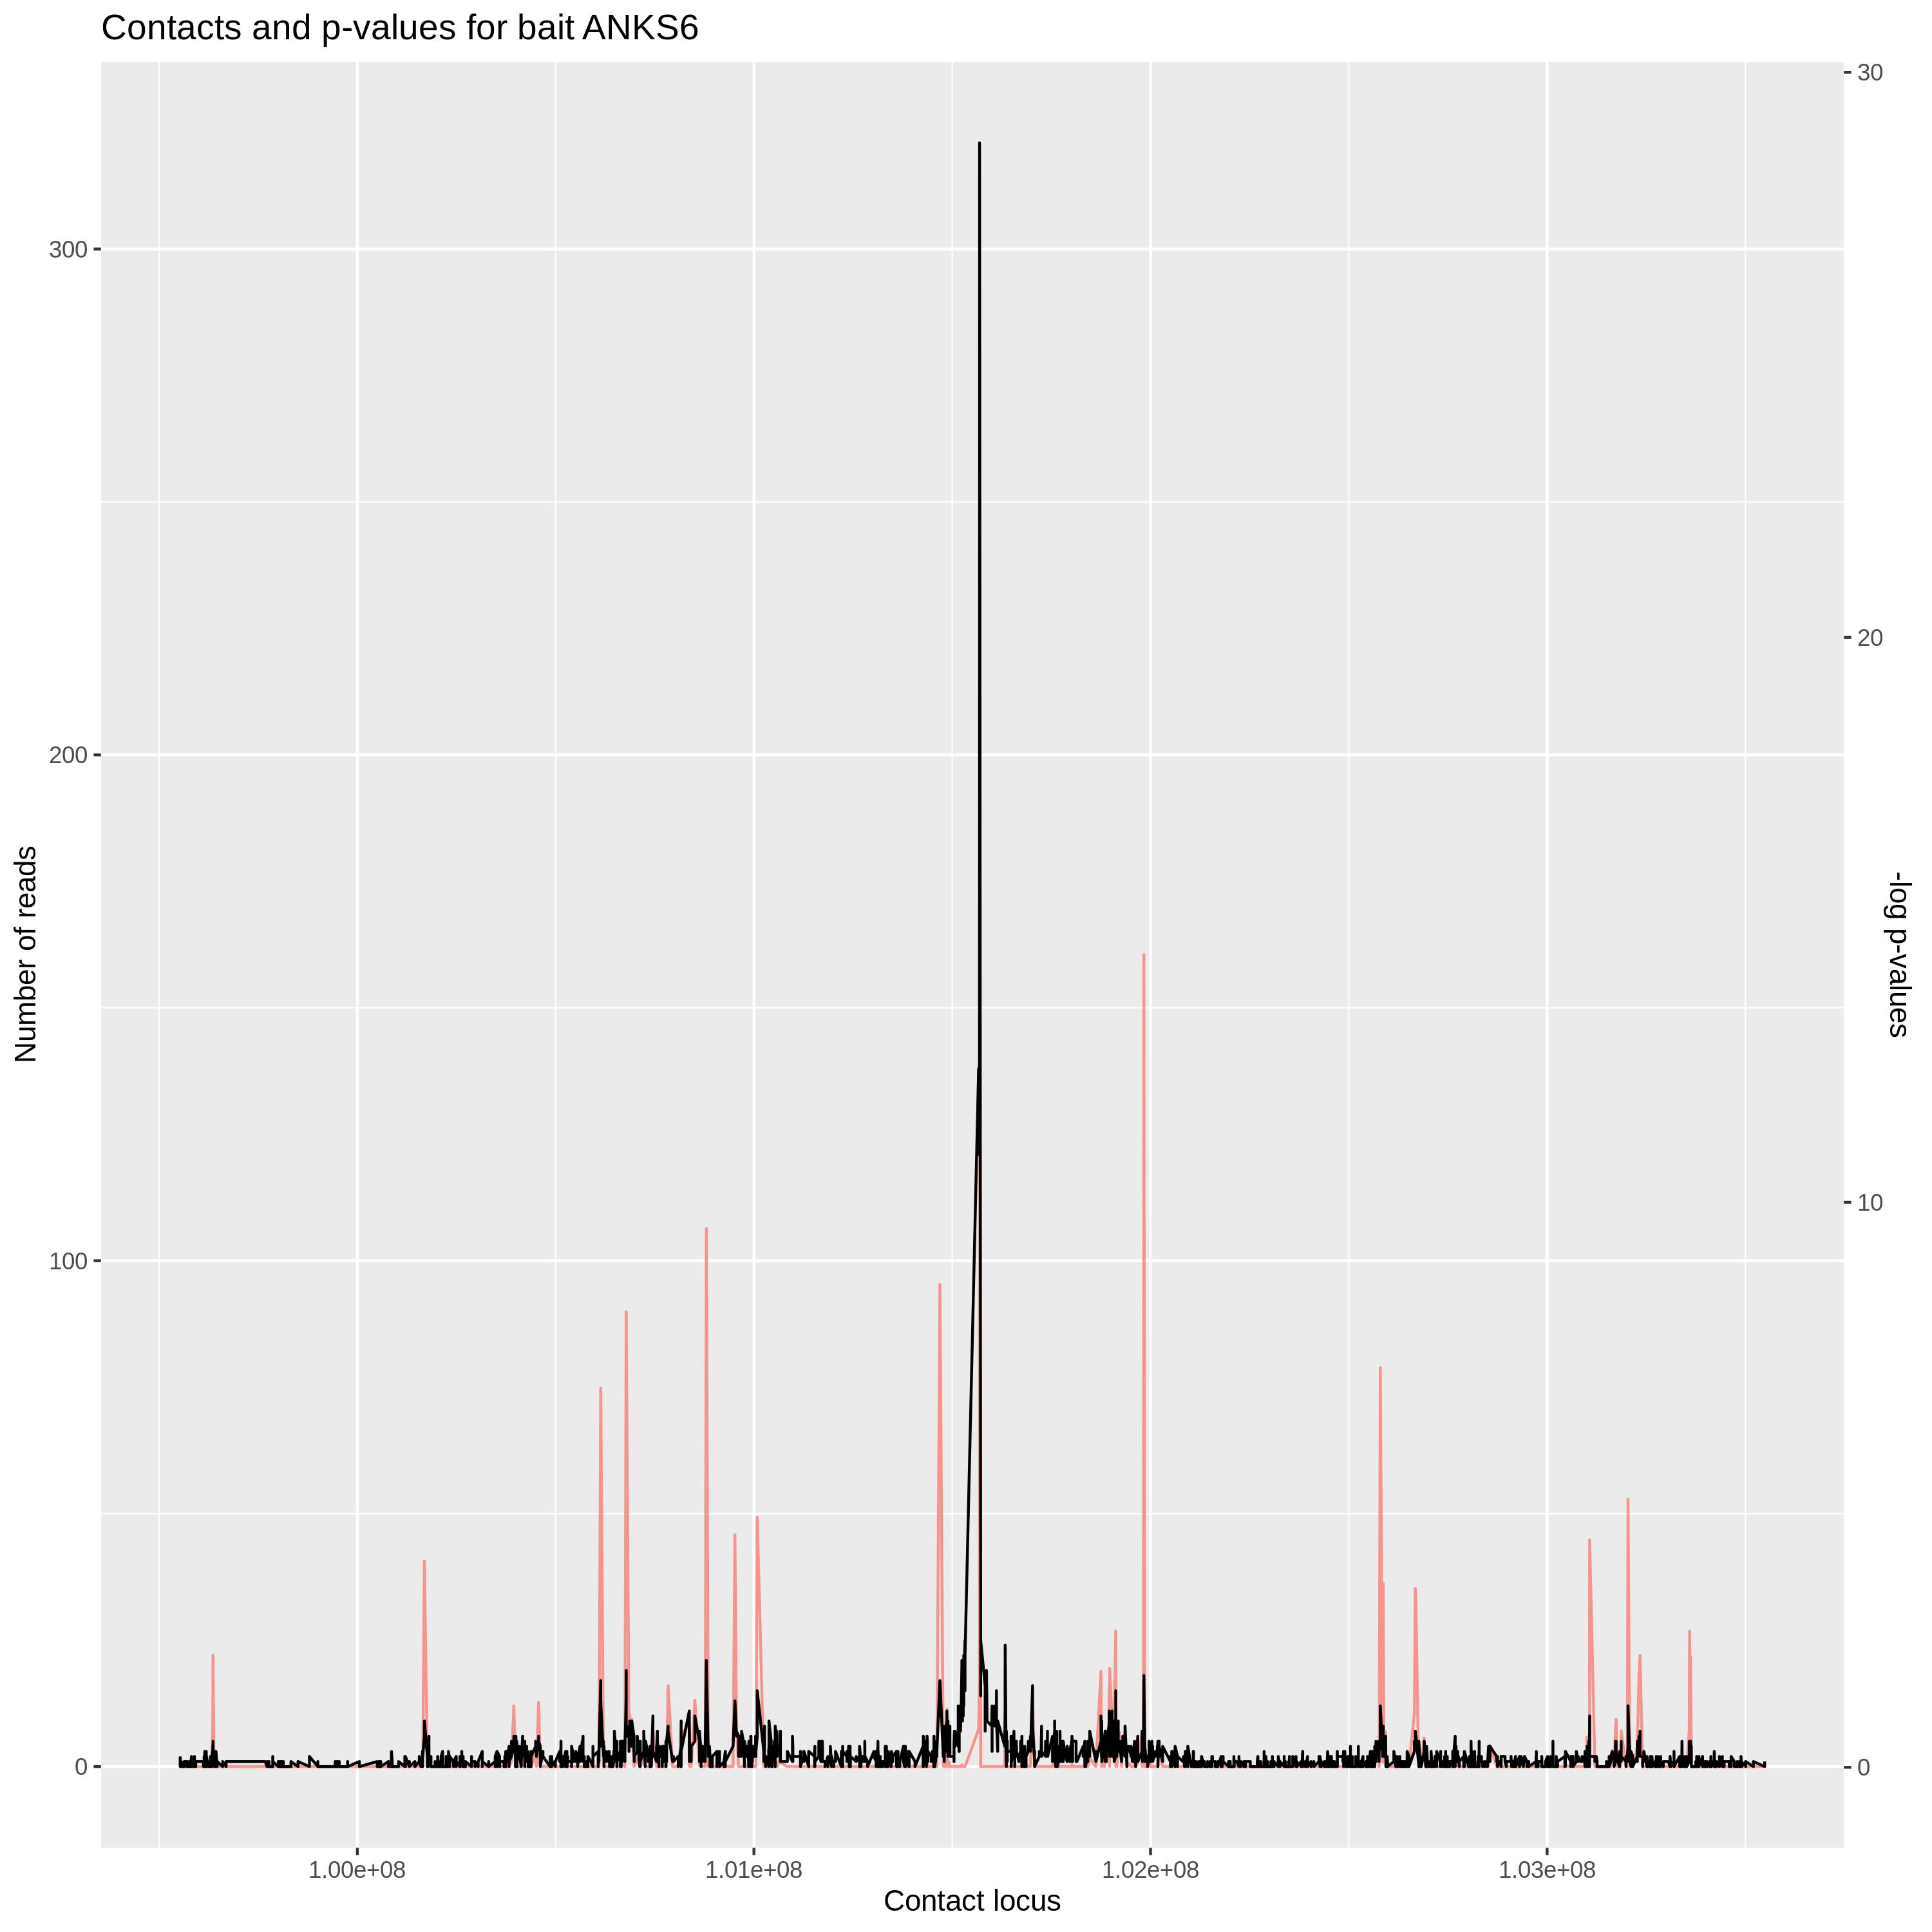 Contacts and p-values for bait ANKS6
300
200
100
0
30
20
10
0
Number of reads
-log p-values
1.00e+08 1.01e+08 1.02e+08 1.03e+08
Contact locus